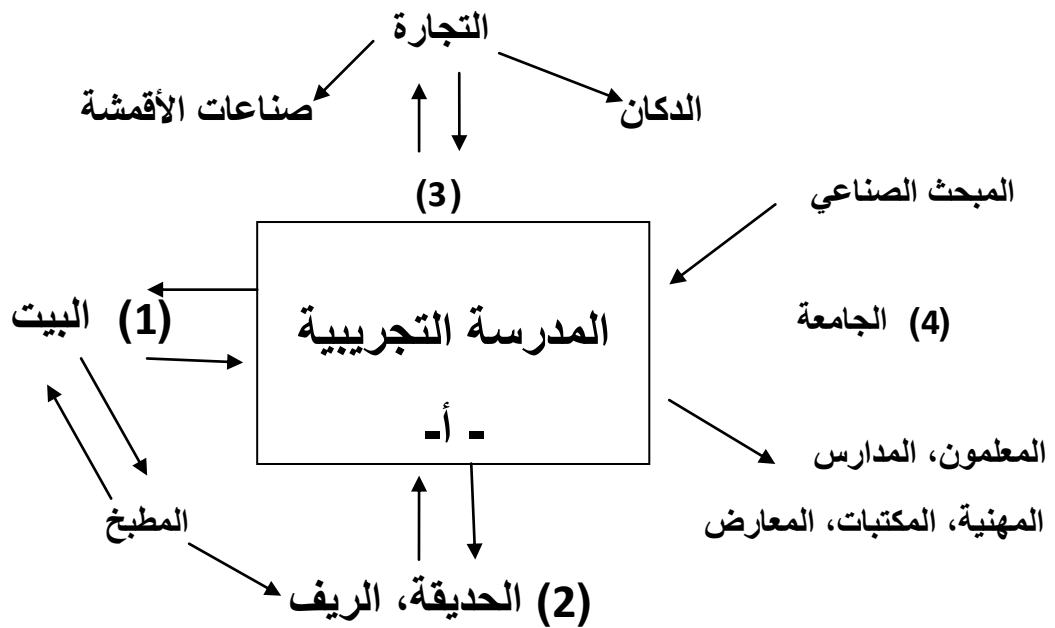 التجارة
صناعات الأقمشة
الدكان
(3)
المبحث الصناعي
المدرسة التجريبية
- أ-
(1) البيت
(4) الجامعة
المعلمون، المدارس
المهنية، المكتبات، المعارض
المطبخ
(2) الحديقة، الريف